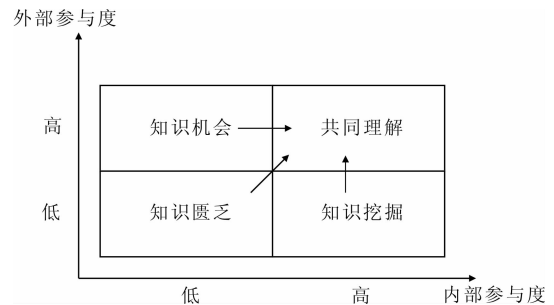 外部参与度
高 知识机会 共同理解
低 知识匮乏 知识挖掘
低 高 内部参与度